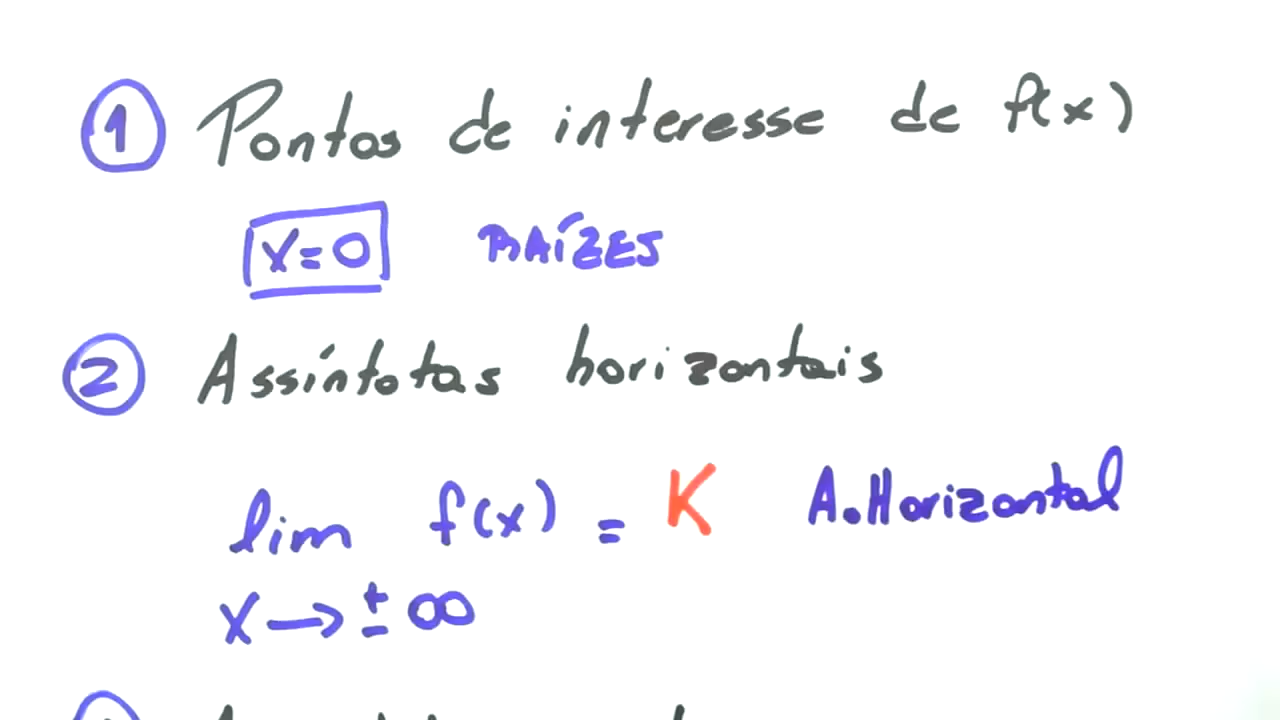 1 Pontos de interesse de f(x)
x=0 RAÍZES
2 Assíntotas horizontais
lim f(x) = K A.Horizontal
x→±∞